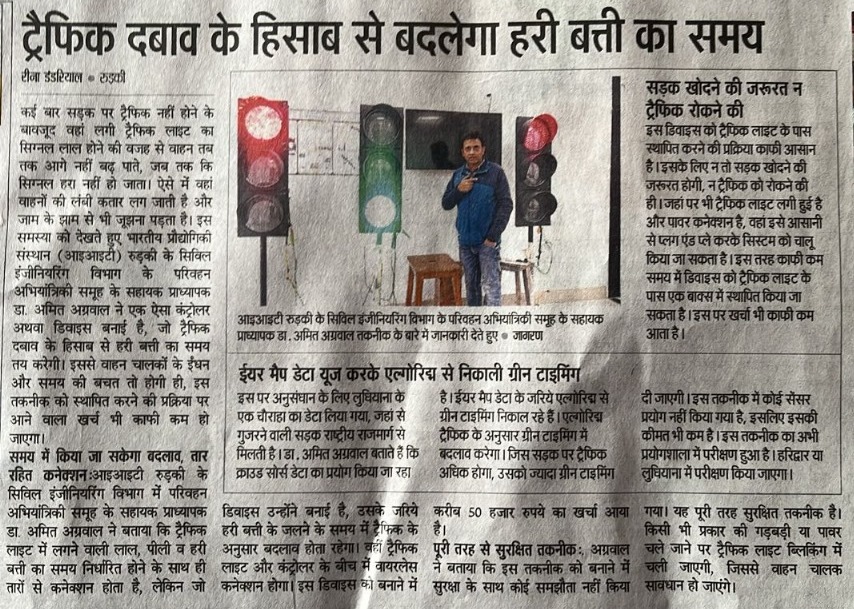 ट्रैफिक दबाव के हिसाब से बदलेगा हरी बत्ती का समय
रीना डंडरियाल • रुड़की
कई बार सड़क पर ट्रैफिक नहीं होने के
बावजूद वहां लगी ट्रैफिक लाइट का
सिग्नल लाल होने की वजह से वाहन तब
तक आगे नहीं बढ़ पाते, जब तक कि
सिग्नल हरा नहीं हो जाता। ऐसे में वहां
वाहनों की लंबी कतार लग जाती है और
जाम के झाम से भी जूझना पड़ता है। इस
समस्या को देखते हुए भारतीय प्रौद्योगिकी
संस्थान (आइआइटी) रुड़की के सिविल
इंजीनियरिंग विभाग के परिवहन
अभियांत्रिकी समूह के सहायक प्राध्यापक
डा. अमित अग्रवाल ने एक ऐसा कंट्रोलर
अथवा डिवाइस बनाई है, जो ट्रैफिक
दबाव के हिसाब से हरी बत्ती का समय
तय करेगी। इससे वाहन चालकों के ईंधन
और समय की बचत तो होगी ही, इस
तकनीक को स्थापित करने की प्रक्रिया पर
आने वाला खर्च भी काफी कम हो
जाएगा।
समय में किया जा सकेगा बदलाव, तार
रहित कनेक्शन:आइआइटी रुड़की के
सिविल इंजीनियरिंग विभाग में परिवहन
अभियांत्रिकी समूह के सहायक प्राध्यापक
डा. अमित अग्रवाल ने बताया कि ट्रैफिक
लाइट में लगने वाली लाल, पीली व हरी
बत्ती का समय निर्धारित होने के साथ ही
तारों से कनेक्शन होता है, लेकिन जो
डिवाइस उन्होंने बनाई है, उसके जरिये
हरी बत्ती के जलने के समय में ट्रैफिक के
अनुसार बदलाव होता रहेगा। वहीं ट्रैफिक
लाइट और कंट्रोलर के बीच में वायरलेस
कनेक्शन होगा। इस डिवाइस को बनाने में
करीब 50 हजार रुपये का खर्चा आया
है।
पूरी तरह से सुरक्षित तकनीक:, अग्रवाल
ने बताया कि इस तकनीक को बनाने में
सुरक्षा के साथ कोई समझौता नहीं किया
गया। यह पूरी तरह सुरक्षित तकनीक है।
किसी भी प्रकार की गड़बड़ी या पावर
चले जाने पर ट्रैफिक लाइट ब्लिकिंग में
चली जाएगी, जिससे वाहन चालक
सावधान हो जाएंगे।
आइआइटी रुड़की के सिविल इंजीनियरिंग विभाग के परिवहन अभियांत्रिकी समूह के सहायक
प्राध्यापक डा. अमित अग्रवाल तकनीक के बारे में जानकारी देते हुए • जागरण
सड़क खोदने की जरूरत न
ट्रैफिक रोकने की
इस डिवाइस को ट्रैफिक लाइट के पास
स्थापित करने की प्रक्रिया काफी आसान
है। इसके लिए न तो सड़क खोदने की
जरूरत होगी, न ट्रैफिक को रोकने की
ही। जहां पर भी ट्रैफिक लाइट लगी हुई है
और पावर कनेक्शन है, वहां इसे आसानी
से प्लग एंड प्ले करके सिस्टम को चालू
किया जा सकता है। इस तरह काफी कम
समय में डिवाइस को ट्रैफिक लाइट के
पास एक बाक्स में स्थापित किया जा
सकता है। इस पर खर्चा भी काफी कम
आता है।
ईयर मैप डेटा यूज करके एल्गोरिद्म से निकाली ग्रीन टाइमिंग
इस पर अनुसंधान के लिए लुधियाना के
एक चौराहा का डेटा लिया गया, जहां से
गुजरने वाली सड़क राष्ट्रीय राजमार्ग से
मिलती है। डा. अमित अग्रवाल बताते हैं कि
क्राउड सोर्स डेटा का प्रयोग किया जा रहा
है। ईयर मैप डेटा के जरिये एल्गोरिद्म से
ग्रीन टाइमिंग निकाल रहे हैं। एल्गोरिद्म
ट्रैफिक के अनुसार ग्रीन टाइमिंग में
बदलाव करेगा। जिस सड़क पर ट्रैफिक
अधिक होगा, उसको ज्यादा ग्रीन टाइमिंग
दी जाएगी। इस तकनीक में कोई सेंसर
प्रयोग नहीं किया गया है, इसलिए इसकी
कीमत भी कम है। इस तकनीक का अभी
प्रयोगशाला में परीक्षण हुआ है। हरिद्वार या
लुधियाना में परीक्षण किया जाएगा।